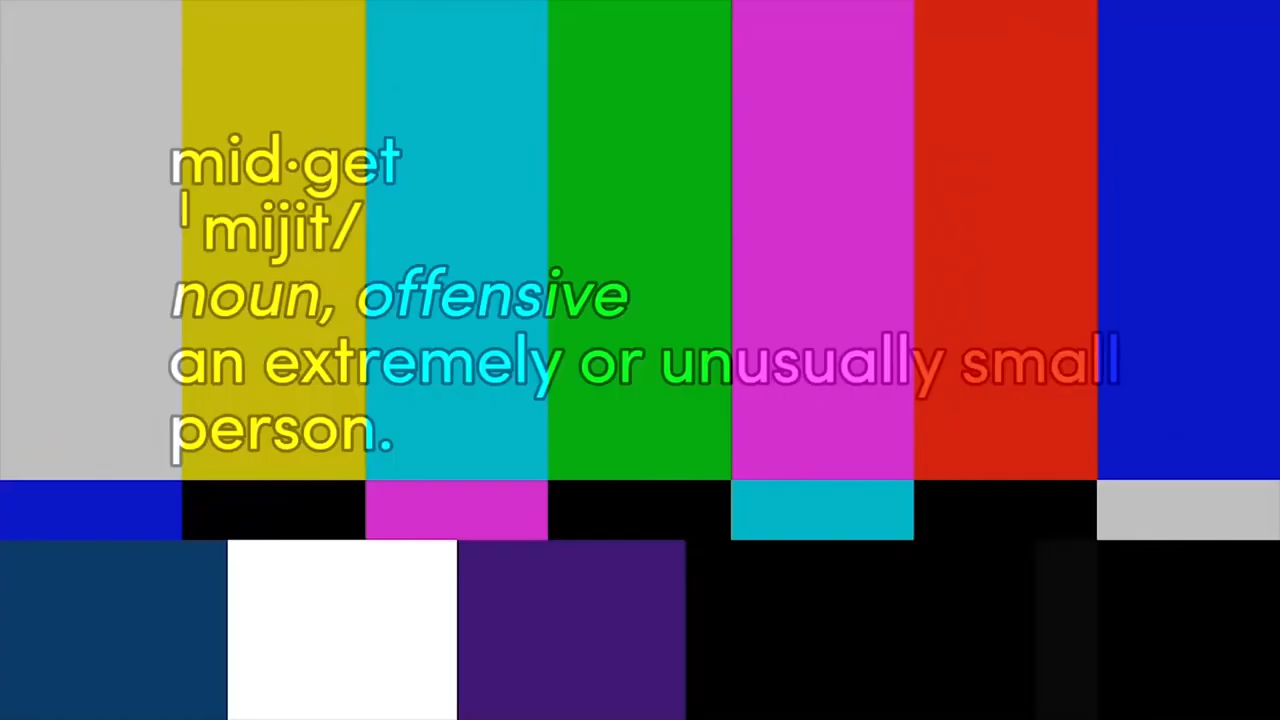 mid·get
ˈmijit/
noun, offensive
an extremely or unusually small
person.